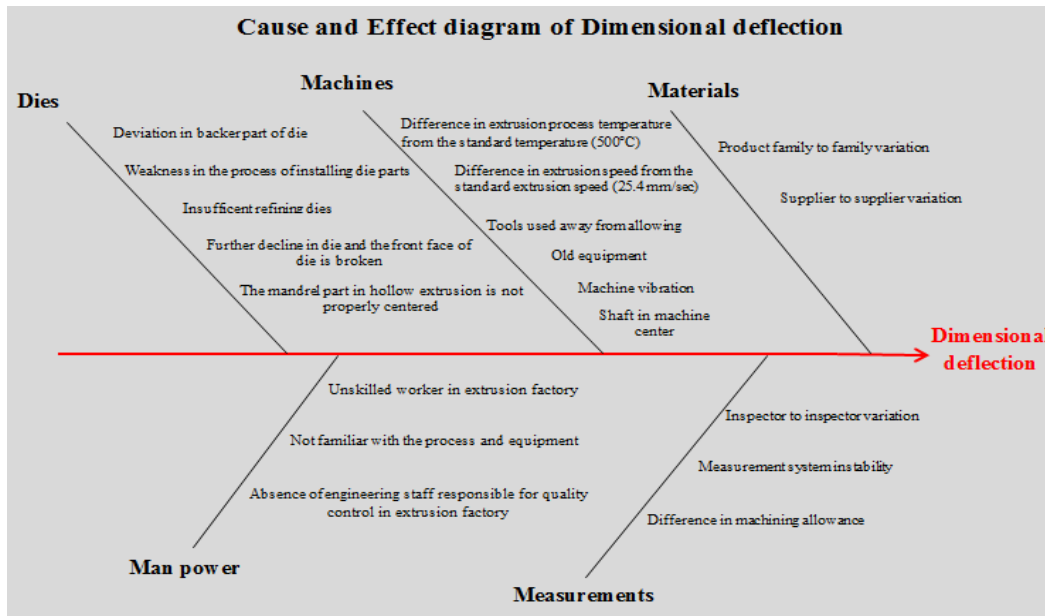 Cause and Effect diagram of Dimensional deflection
Dies
Machines
Materials
Deviation in backer part of die
Weakness in the process of installing die parts
Insufficent refining dies
Further decline in die and the front face of
die is broken
The mandrel part in hollow extrusion is not
properly centered
Difference in extrusion process temperature
from the standard temperature (500°C)
Difference in extrusion speed from the
standard extrusion speed (25.4 mm/sec)
Tools used away from allowing
Old equipment
Machine vibration
Shaft in machine
center
Product family to family variation
Supplier to supplier variation
Dimensional
deflection
Unskilled worker in extrusion factory
Not familiar with the process and equipment
Absence of engineering staff responsible for quality
control in extrusion factory
Man power
Inspector to inspector variation
Measurement system instability
Difference in machining allowance
Measurements